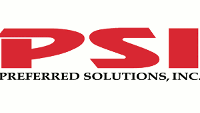 PSI
PREFERRED SOLUTIONS, INC.